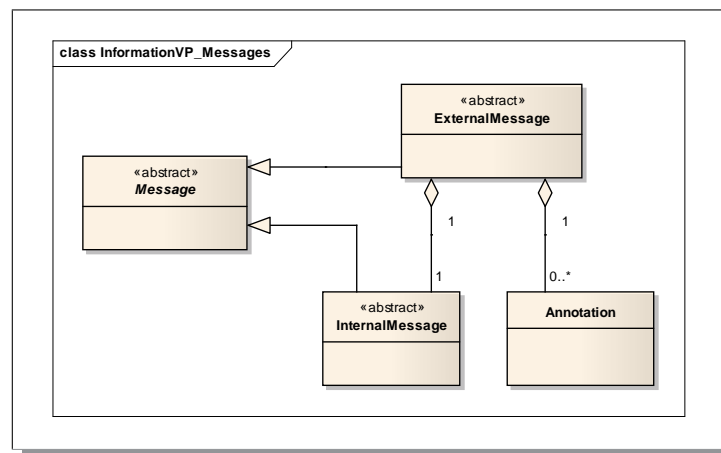 class InformationVP_Messages
«abstract»
ExternalMessage
«abstract»
Message
1
1
1
0..*
«abstract»
InternalMessage
Annotation